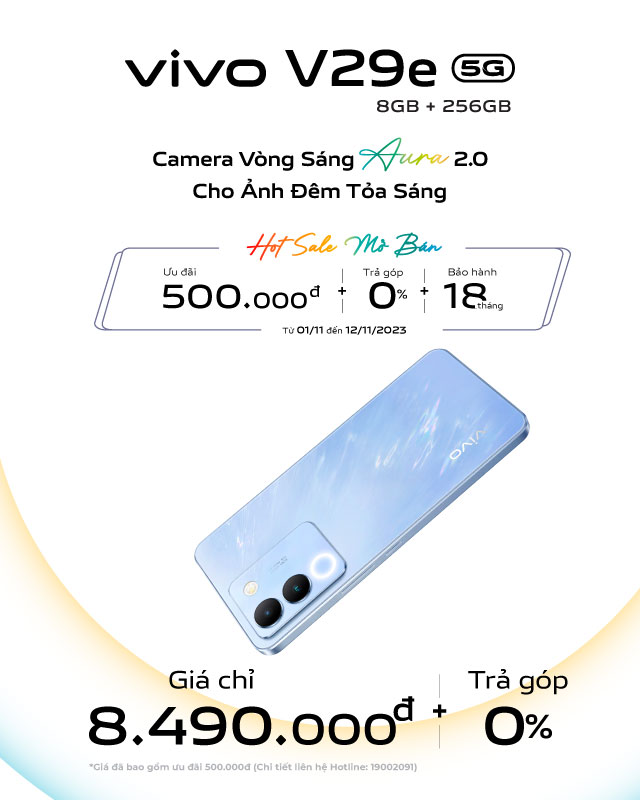 vivo V29e 5G
8GB + 256GB
Camera Vòng Sáng Aura 2.0
Cho Ảnh Đêm Tỏa Sáng
Hot Sale Mở Bán
Ưu đãi Trả góp Bảo hành
500.000đ + 0% + 18 tháng
Từ 01/11 đến 12/11/2023
vivo
Giá chỉ Trả góp
8.490.000đ + 0%
*Giá đã bao gồm ưu đãi 500.000đ (Chi tiết liên hệ Hotline: 19002091)